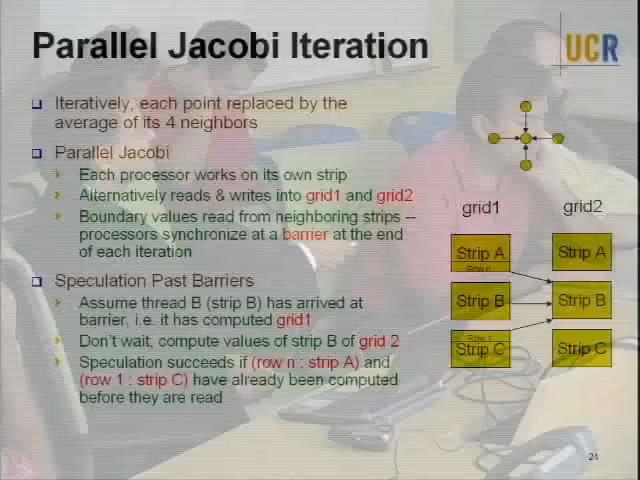 Parallel Jacobi Iteration
UCR
Iteratively, each point replaced by the
average of its 4 neighbors
Parallel Jacobi
Each processor works on its own strip
Alternatively reads & writes into grid1 and grid2
Boundary values read from neighboring strips --
processors synchronize at a barrier at the end
of each iteration
Speculation Past Barriers
Assume thread B (strip B) has arrived at
barrier, i.e. it has computed grid1
Don't wait, compute values of strip B of grid 2
Speculation succeeds if (row n : strip A) and
(row 1 : strip C) have already been computed
before they are read
grid1
grid2
Strip A
Row n
Strip A
Strip B
Strip B
Row 1
Strip C
Strip C
24